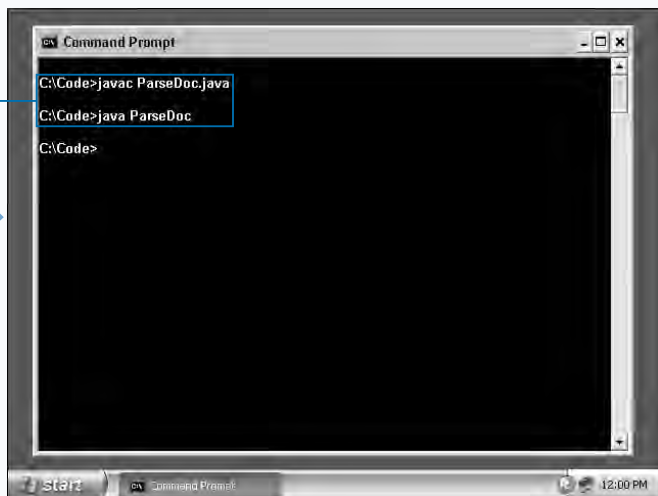 Command Prompt
C:\Code>javac ParseDoc.java
C:\Code>java ParseDoc
C:\Code>
start
Command Prompt
12:00 PM